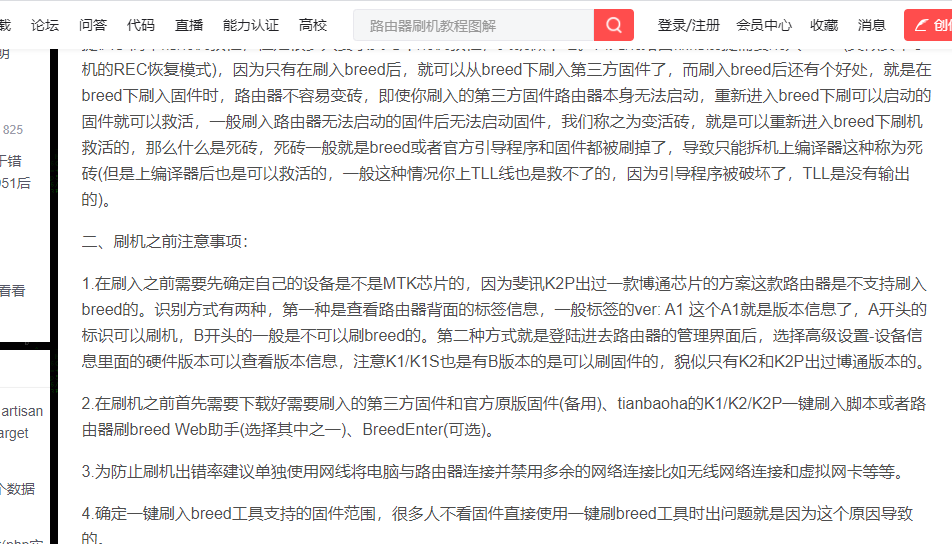 载 论坛 问答 代码 直播 能力认证 高校 路由器刷机教程图解 登录/注册 会员中心 收藏 消息
机的REC恢复模式)，因为只有在刷入breed后，就可以从breed下刷入第三方固件了，而刷入breed后还有个好处，就是在
breed下刷入固件时，路由器不容易变砖，即使你刷入的第三方固件路由器本身无法启动，重新进入breed下刷可以启动的
固件就可以救活，一般刷入路由器无法启动的固件后无法启动固件，我们称之为变活砖，就是可以重新进入breed下刷机
救活的，那么什么是死砖，死砖一般就是breed或者官方引导程序和固件都被刷掉了，导致只能拆机上编译器这种称为死
砖(但是上编译器后也是可以救活的，一般这种情况你上TLL线也是救不了的，因为引导程序被破坏了，TLL是没有输出
的)。
二、刷机之前注意事项：
1.在刷入之前需要先确定自己的设备是不是MTK芯片的，因为斐讯K2P出过一款博通芯片的方案这款路由器是不支持刷入
breed的。识别方式有两种，第一种是查看路由器背面的标签信息，一般标签的ver: A1 这个A1就是版本信息了，A开头的
标识可以刷机，B开头的一般是不可以刷breed的。第二种方式就是登陆进去路由器的管理界面后，选择高级设置-设备信
息里面的硬件版本可以查看版本信息，注意K1/K1S也是有B版本的是可以刷固件的，貌似只有K2和K2P出过博通版本的。
2.在刷机之前首先需要下载好需要刷入的第三方固件和官方原版固件(备用)、tianbaoha的K1/K2/K2P一键刷入脚本或者路
由器刷breed Web助手(选择其中之一)、BreedEnter(可选)。
3.为防止刷机出错率建议单独使用网线将电脑与路由器连接并禁用多余的网络连接比如无线网络连接和虚拟网卡等等。
4.确定一键刷入breed工具支持的固件范围，很多人不看固件直接使用一键刷breed工具时出问题就是因为这个原因导致
的。
825
于错
951后
看看
artisan
arget
个数据